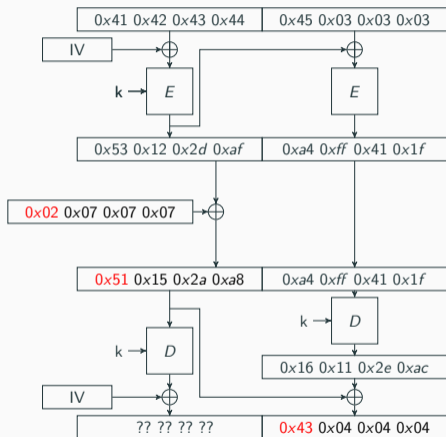 0x41 0x42 0x43 0x44 0x45 0x03 0x03 0x03
IV
k E E
0x53 0x12 0x2d 0xaf 0xa4 0xff 0x41 0x1f
0x02 0x07 0x07 0x07
0x51 0x15 0x2a 0xa8 0xa4 0xff 0x41 0x1f
k D
k D
0x16 0x11 0x2e 0xac
IV
?? ?? ?? ?? 0x43 0x04 0x04 0x04